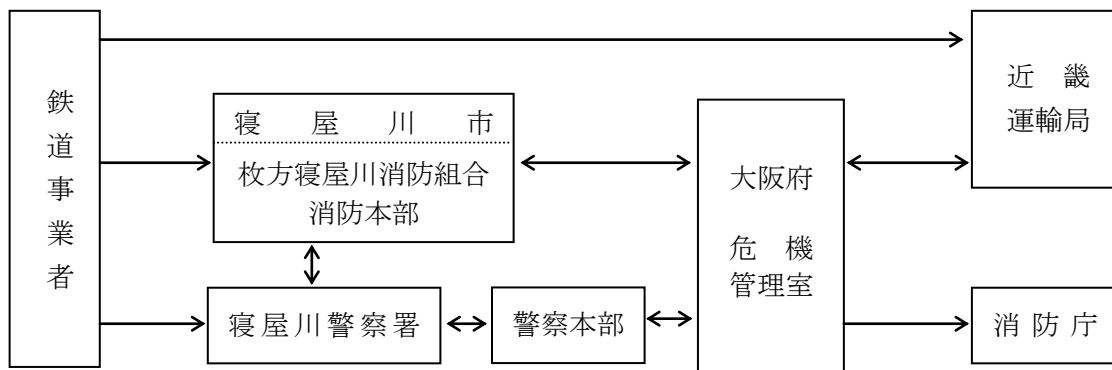 鉄道事業者
寝屋川市
枚方寝屋川消防組合
消防本部
寝屋川警察署
警察本部
大阪府
危機
管理室
近畿
運輸局
消防庁